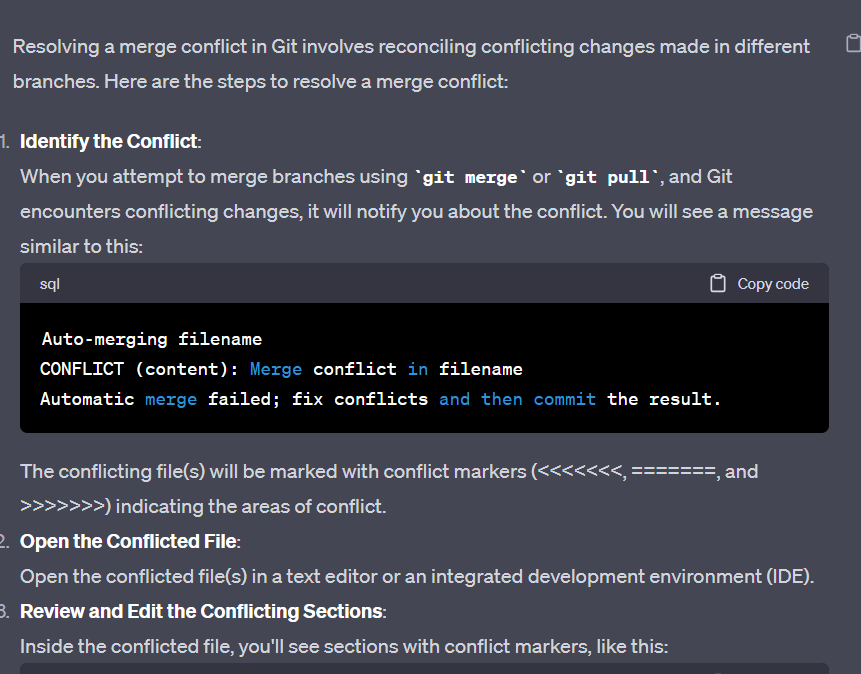 Resolving a merge conflict in Git involves reconciling conflicting changes made in different
branches. Here are the steps to resolve a merge conflict:
1. Identify the Conflict:
When you attempt to merge branches using `git merge` or `git pull`, and Git
encounters conflicting changes, it will notify you about the conflict. You will see a message
similar to this:
sql Copy code
Auto-merging filename
CONFLICT (content): Merge conflict in filename
Automatic merge failed; fix conflicts and then commit the result.
The conflicting file(s) will be marked with conflict markers (<<<<<<<, =======, and
>>>>>>>) indicating the areas of conflict.
2. Open the Conflicted File:
Open the conflicted file(s) in a text editor or an integrated development environment (IDE).
3. Review and Edit the Conflicting Sections:
Inside the conflicted file, you'll see sections with conflict markers, like this: